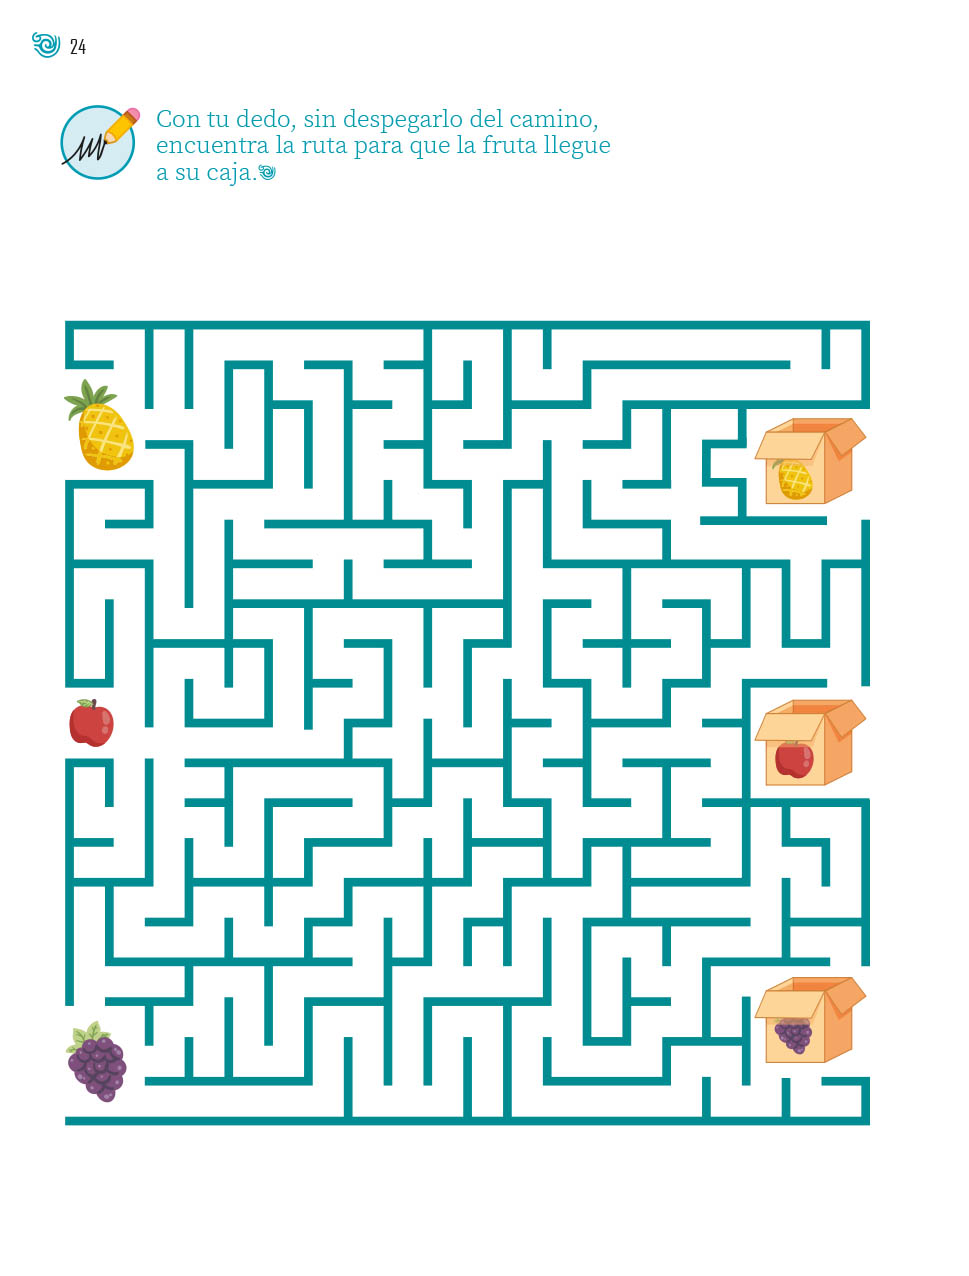 24
Con tu dedo, sin despegarlo del camino,
encuentra la ruta para que la fruta llegue
a su caja.